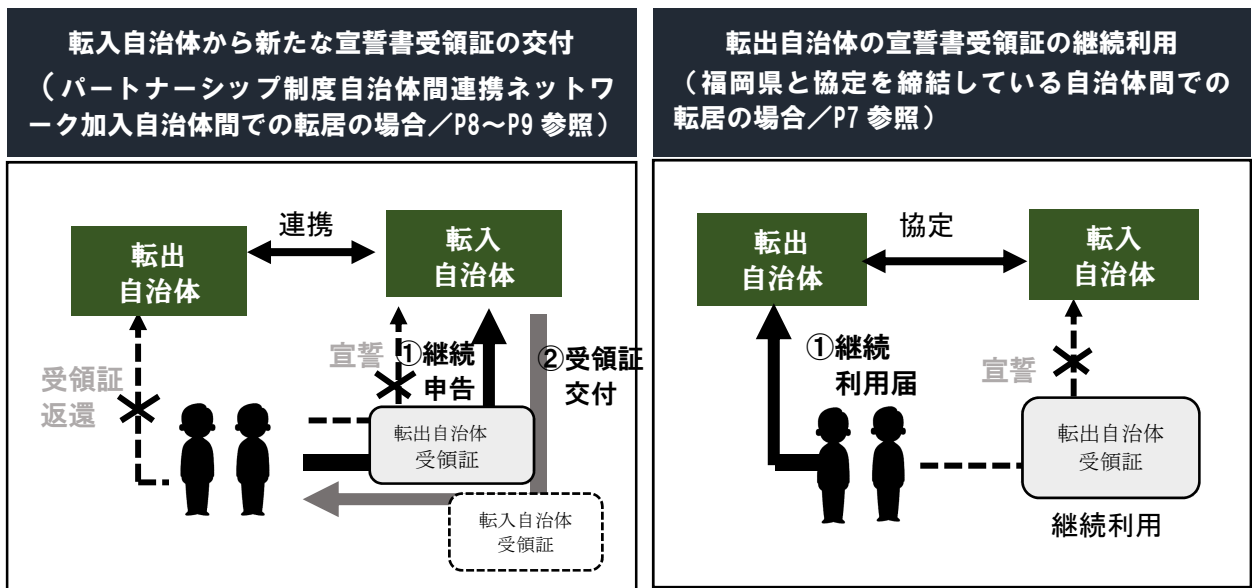 転入自治体から新たな宣誓書受領証の交付
（パートナーシップ制度自治体間連携ネットワ
ーク加入自治体間での転居の場合／P8～P9 参照）
連携
転出
自治体
転入
自治体
宣誓
①継続
申告
②受領証
交付
受領証
返還
転出自治体
受領証
転入自治体
受領証
転出自治体の宣誓書受領証の継続利用
（福岡県と協定を締結している自治体間での
転居の場合／P7 参照）
協定
転出
自治体
転入
自治体
①継続
利用届
宣誓
転出自治体
受領証
継続利用